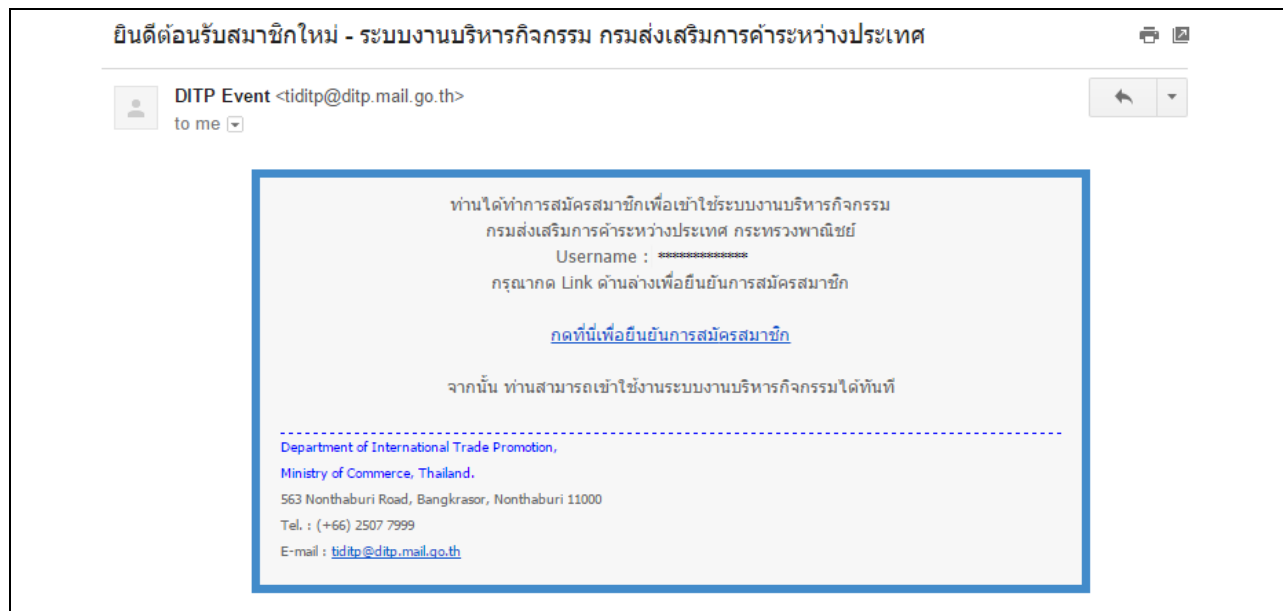 ยินดีต้อนรับสมาชิกใหม่ - ระบบงานบริหารกิจกรรม กรมส่งเสริมการค้าระหว่างประเทศ
DITP Event <tiditp@ditp.mail.go.th>
to me
ท่านได้ทำการสมัครสมาชิกเพื่อเข้าใช้ระบบงานบริหารกิจกรรม
กรมส่งเสริมการค้าระหว่างประเทศ กระทรวงพาณิชย์
Username : *************
กรุณากด Link ด้านล่างเพื่อยืนยันการสมัครสมาชิก
กดที่นี่เพื่อยืนยันการสมัครสมาชิก
จากนั้น ท่านสามารถเข้าใช้งานระบบงานบริหารกิจกรรมได้ทันที
Department of International Trade Promotion,
Ministry of Commerce, Thailand.
563 Nonthaburi Road, Bangkrasor, Nonthaburi 11000
Tel. : (+66) 2507 7999
E-mail : tiditp@ditp.mail.go.th